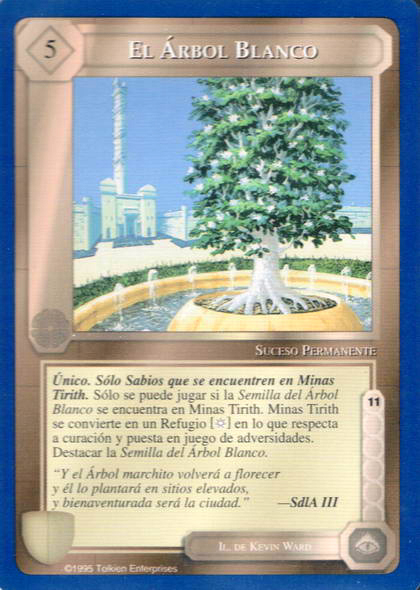 5
El Árbol Blanco
Suceso Permanente
Único. Sólo Sabios que se encuentren en Minas
Tirith. Sólo se puede jugar si la Semilla del Árbol
Blanco se encuentra en Minas Tirith. Minas Tirith
se convierte en un Refugio [☼] en lo que respecta
a curación y puesta en juego de adversidades.
Destacar la Semilla del Árbol Blanco.
11
“Y el Árbol marchito volverá a florecer
y él lo plantará en sitios elevados,
y bienaventurada será la ciudad.” —SdlA III
Il. de Kevin Ward
©1995 Tolkien Enterprises